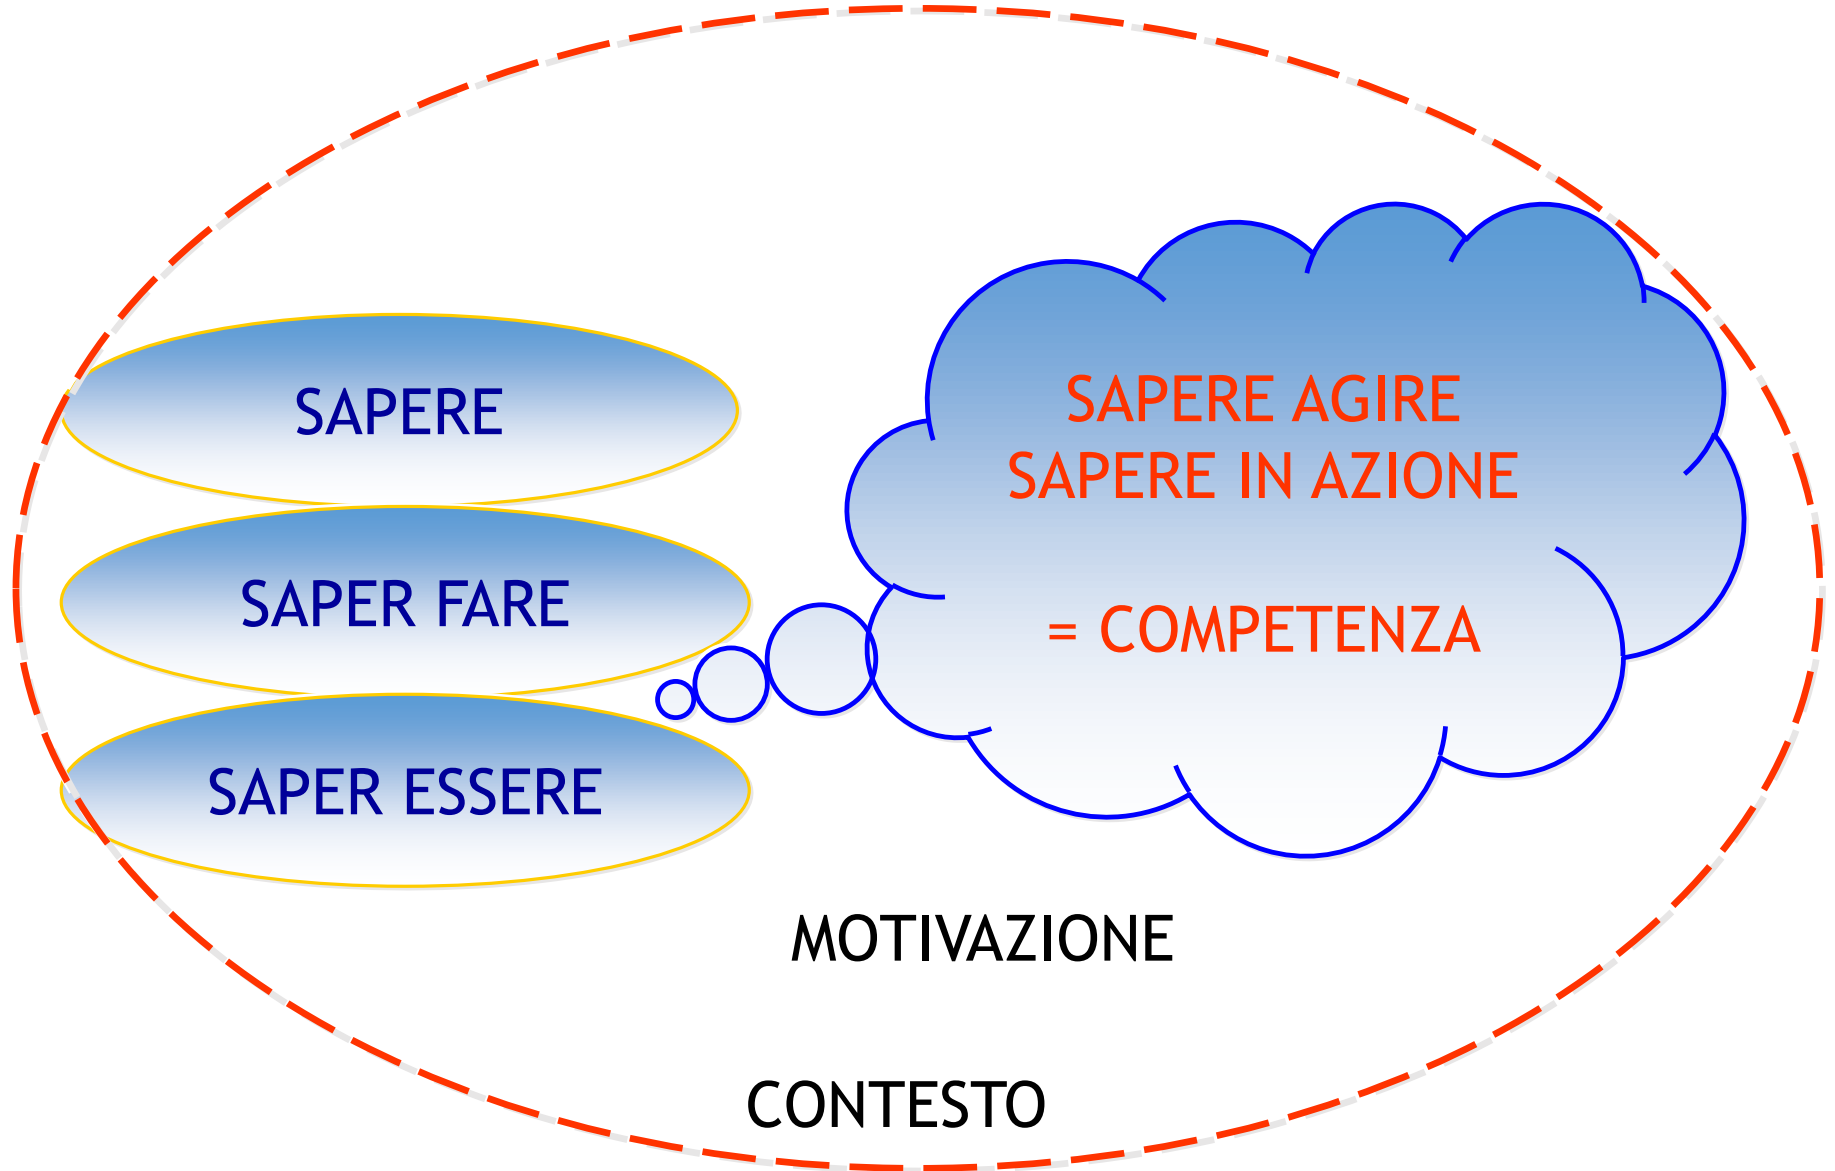 SAPERE
SAPER FARE
SAPER ESSERE
SAPERE AGIRE
SAPERE IN AZIONE
= COMPETENZA
MOTIVAZIONE
CONTESTO